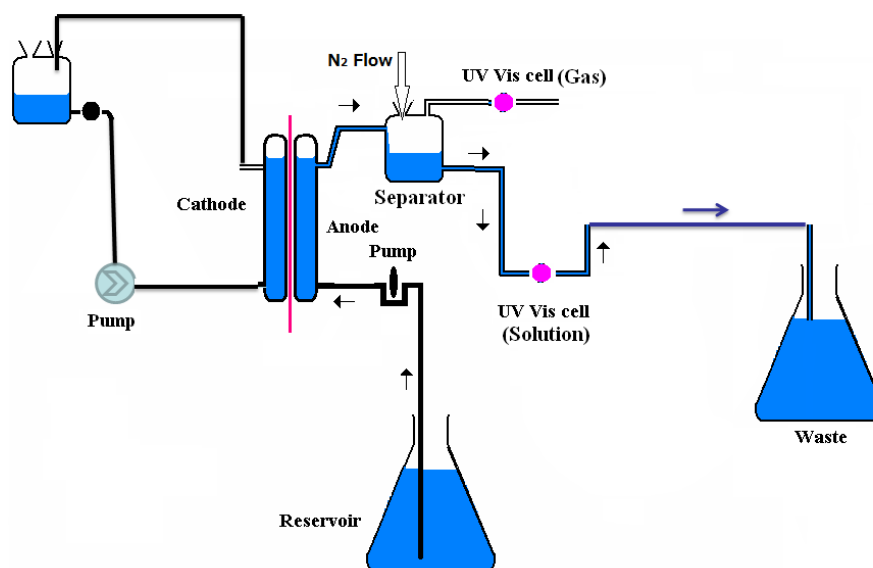 N₂ Flow
UV Vis cell (Gas)
Separator
Cathode
Anode
Pump
Pump
UV Vis cell
(Solution)
Waste
Reservoir